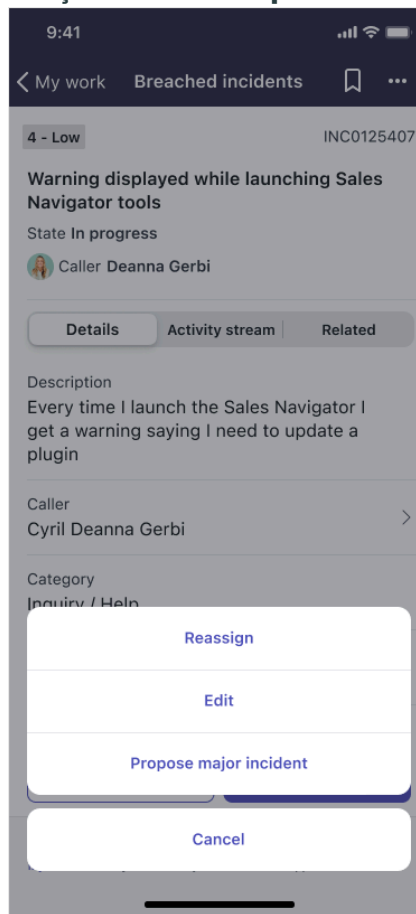 9:41
My work Breached incidents
4 - Low INC0125407
Warning displayed while launching Sales
Navigator tools
State In progress
Caller Deanna Gerbi
Details Activity stream Related
Description
Every time I launch the Sales Navigator I
get a warning saying I need to update a
plugin
Caller
Cyril Deanna Gerbi
Category
Inquiry / Help
Reassign
Edit
Propose major incident
Cancel